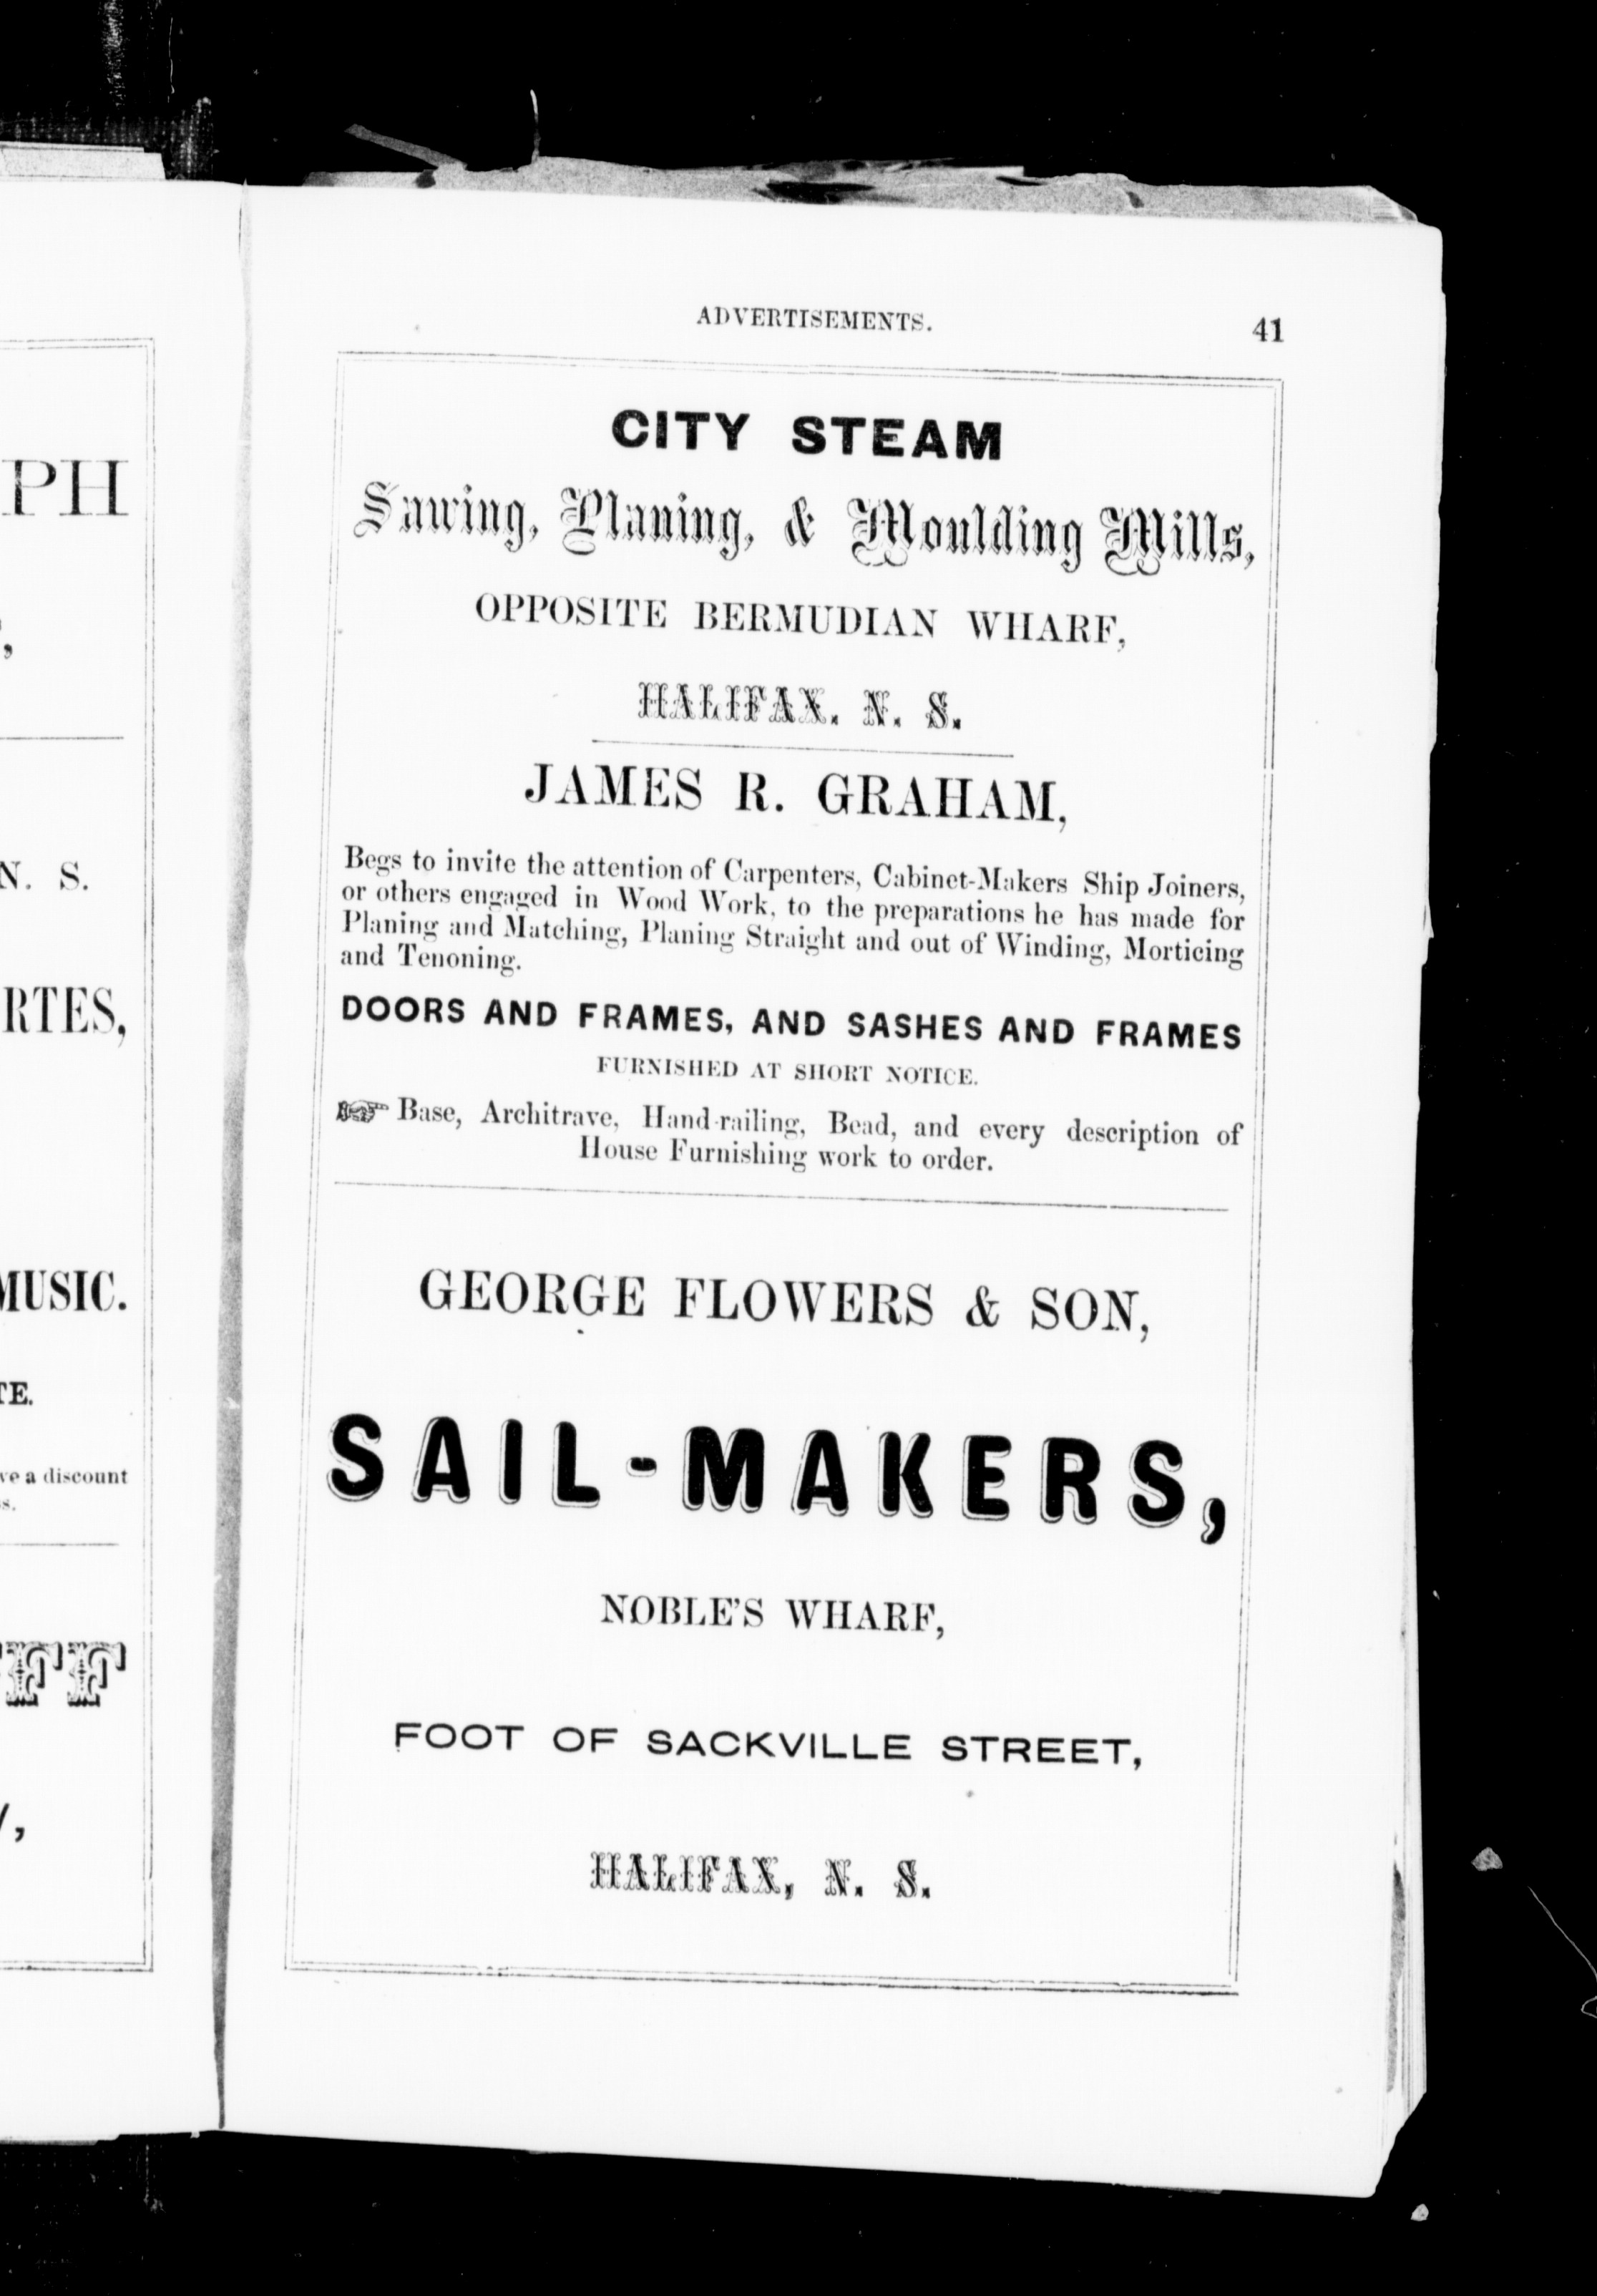 PH
,
N. S.
RTES,
MUSIC.
TE.
ve a discount
s.
FF
,
ADVERTISEMENTS. 41
CITY STEAM
Sawing, Planing, & Moulding Mills,
OPPOSITE BERMUDIAN WHARF,
HALIFAX. N. S.
JAMES R. GRAHAM,
Begs to invite the attention of Carpenters, Cabinet-Makers Ship Joiners,
or others engaged in Wood Work, to the preparations he has made for
Planing and Matching, Planing Straight and out of Winding, Morticing
and Tenoning.
DOORS AND FRAMES, AND SASHES AND FRAMES
FURNISHED AT SHORT NOTICE.
☞ Base, Architrave, Hand-railing, Bead, and every description of
House Furnishing work to order.
GEORGE FLOWERS & SON,
SAIL-MAKERS,
NOBLE'S WHARF,
FOOT OF SACKVILLE STREET,
HALIFAX, N. S.